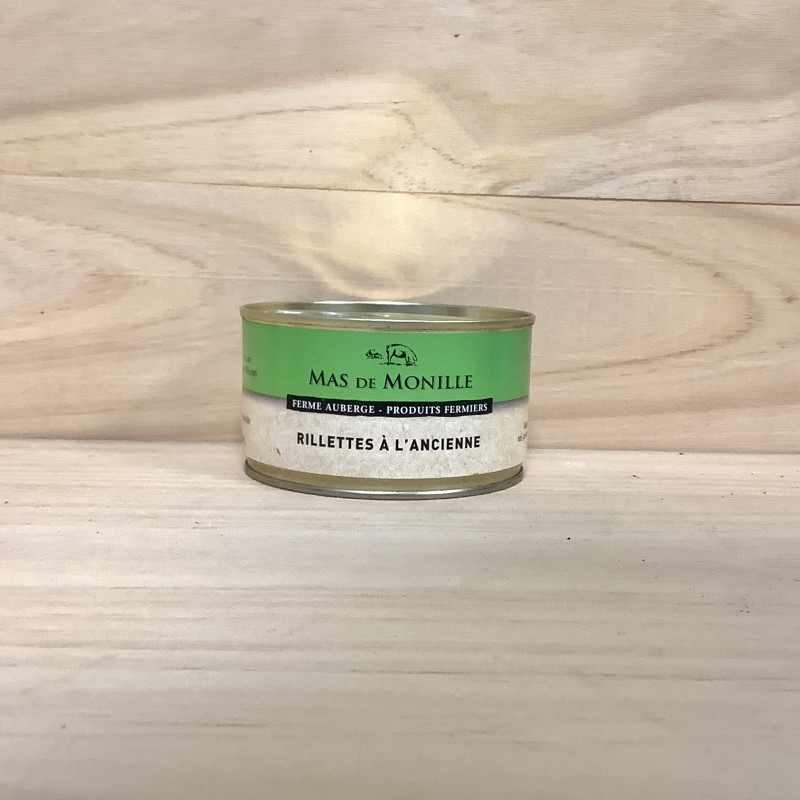 MAS DE MONILLE
FERME AUBERGE - PRODUITS FERMIERS
RILLETTES À L'ANCIENNE